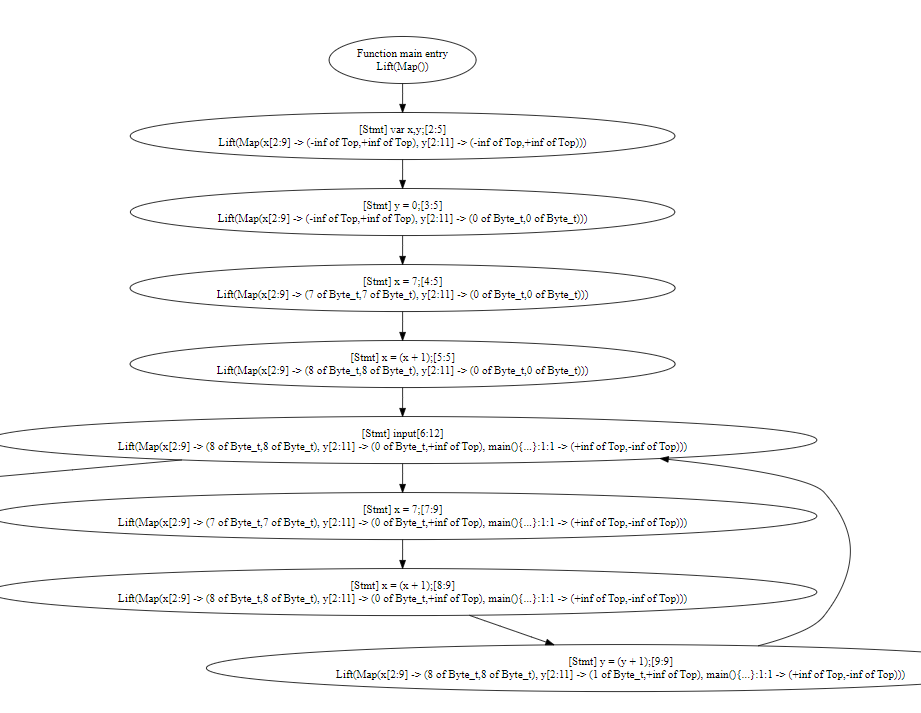 Function main entry
Lift(Map())
[Stmt] var x,y;[2:5]
Lift(Map(x[2:9] -> (-inf of Top,+inf of Top), y[2:11] -> (-inf of Top,+inf of Top)))
[Stmt] y = 0;[3:5]
Lift(Map(x[2:9] -> (-inf of Top,+inf of Top), y[2:11] -> (0 of Byte_t,0 of Byte_t)))
[Stmt] x = 7;[4:5]
Lift(Map(x[2:9] -> (7 of Byte_t,7 of Byte_t), y[2:11] -> (0 of Byte_t,0 of Byte_t)))
[Stmt] x = (x + 1);[5:5]
Lift(Map(x[2:9] -> (8 of Byte_t,8 of Byte_t), y[2:11] -> (0 of Byte_t,0 of Byte_t)))
[Stmt] input[6:12]
Lift(Map(x[2:9] -> (8 of Byte_t,8 of Byte_t), y[2:11] -> (0 of Byte_t,+inf of Top), main(){...}:1:1 -> (+inf of Top,-inf of Top)))
[Stmt] x = 7;[7:9]
Lift(Map(x[2:9] -> (7 of Byte_t,7 of Byte_t), y[2:11] -> (0 of Byte_t,+inf of Top), main(){...}:1:1 -> (+inf of Top,-inf of Top)))
[Stmt] x = (x + 1);[8:9]
Lift(Map(x[2:9] -> (8 of Byte_t,8 of Byte_t), y[2:11] -> (0 of Byte_t,+inf of Top), main(){...}:1:1 -> (+inf of Top,-inf of Top)))
[Stmt] y = (y + 1);[9:9]
Lift(Map(x[2:9] -> (8 of Byte_t,8 of Byte_t), y[2:11] -> (1 of Byte_t,+inf of Top), main(){...}:1:1 -> (+inf of Top,-inf of Top)))